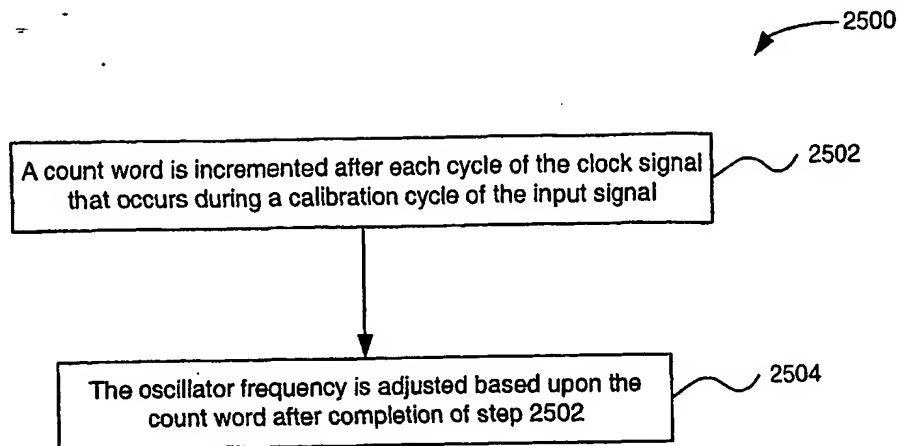 2500
A count word is incremented after each cycle of the clock signal
that occurs during a calibration cycle of the input signal
2502
The oscillator frequency is adjusted based upon the
count word after completion of step 2502
2504